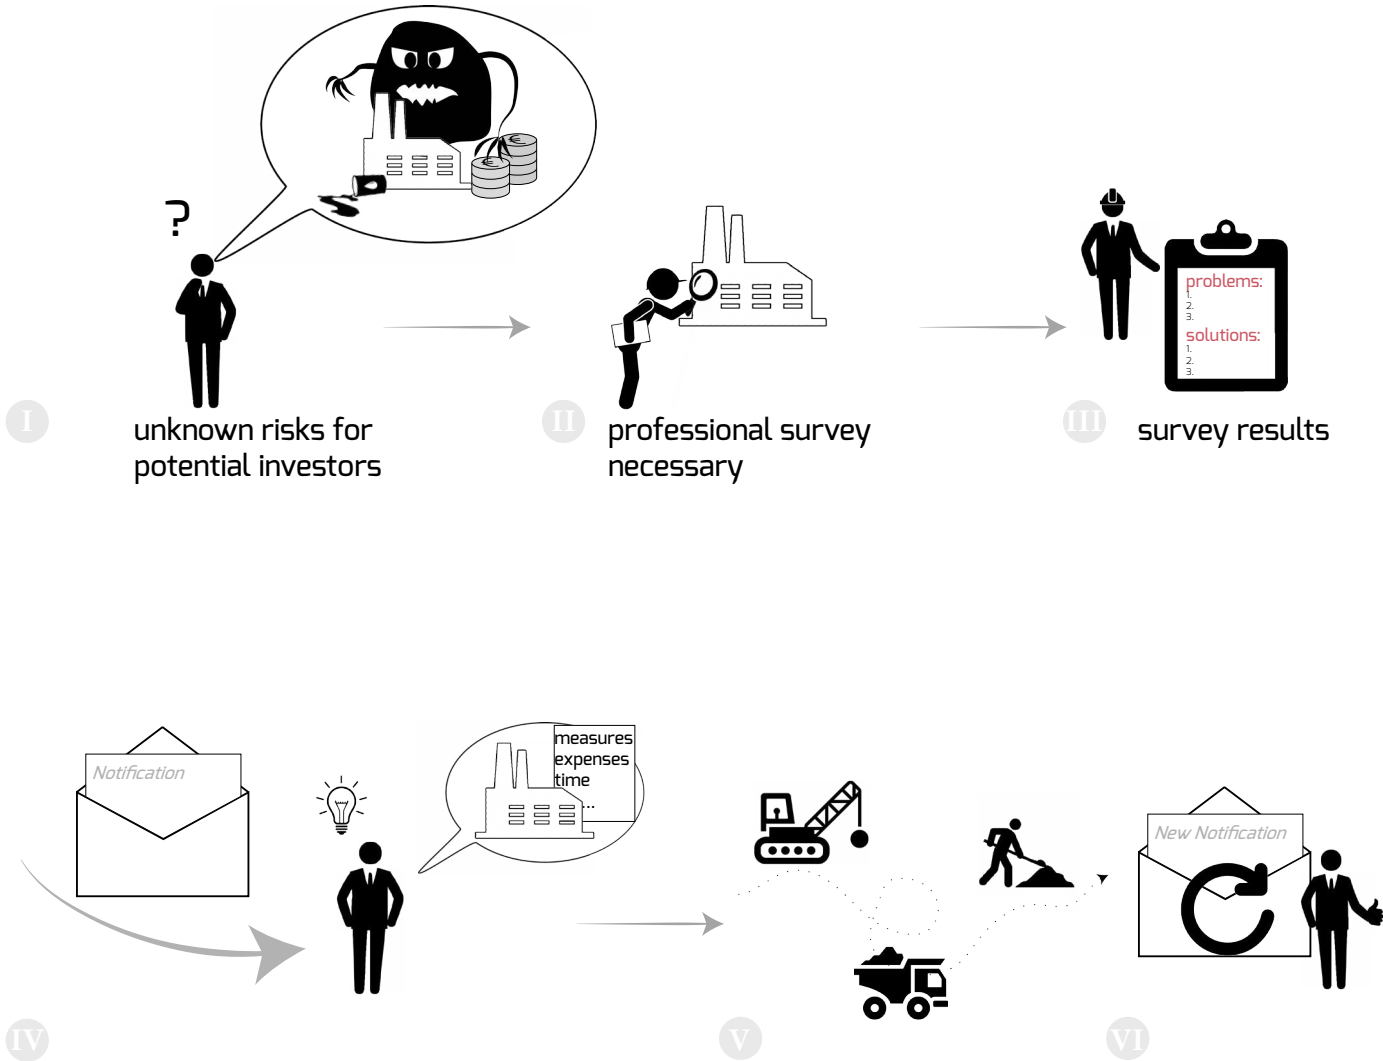 ?
€
€
problems:
1.
2.
3.
solutions:
1.
2.
3.
I
unknown risks for
potential investors
II
professional survey
necessary
III
survey results
Notification
measures
expenses
time
...
New Notification
IV
V
VI